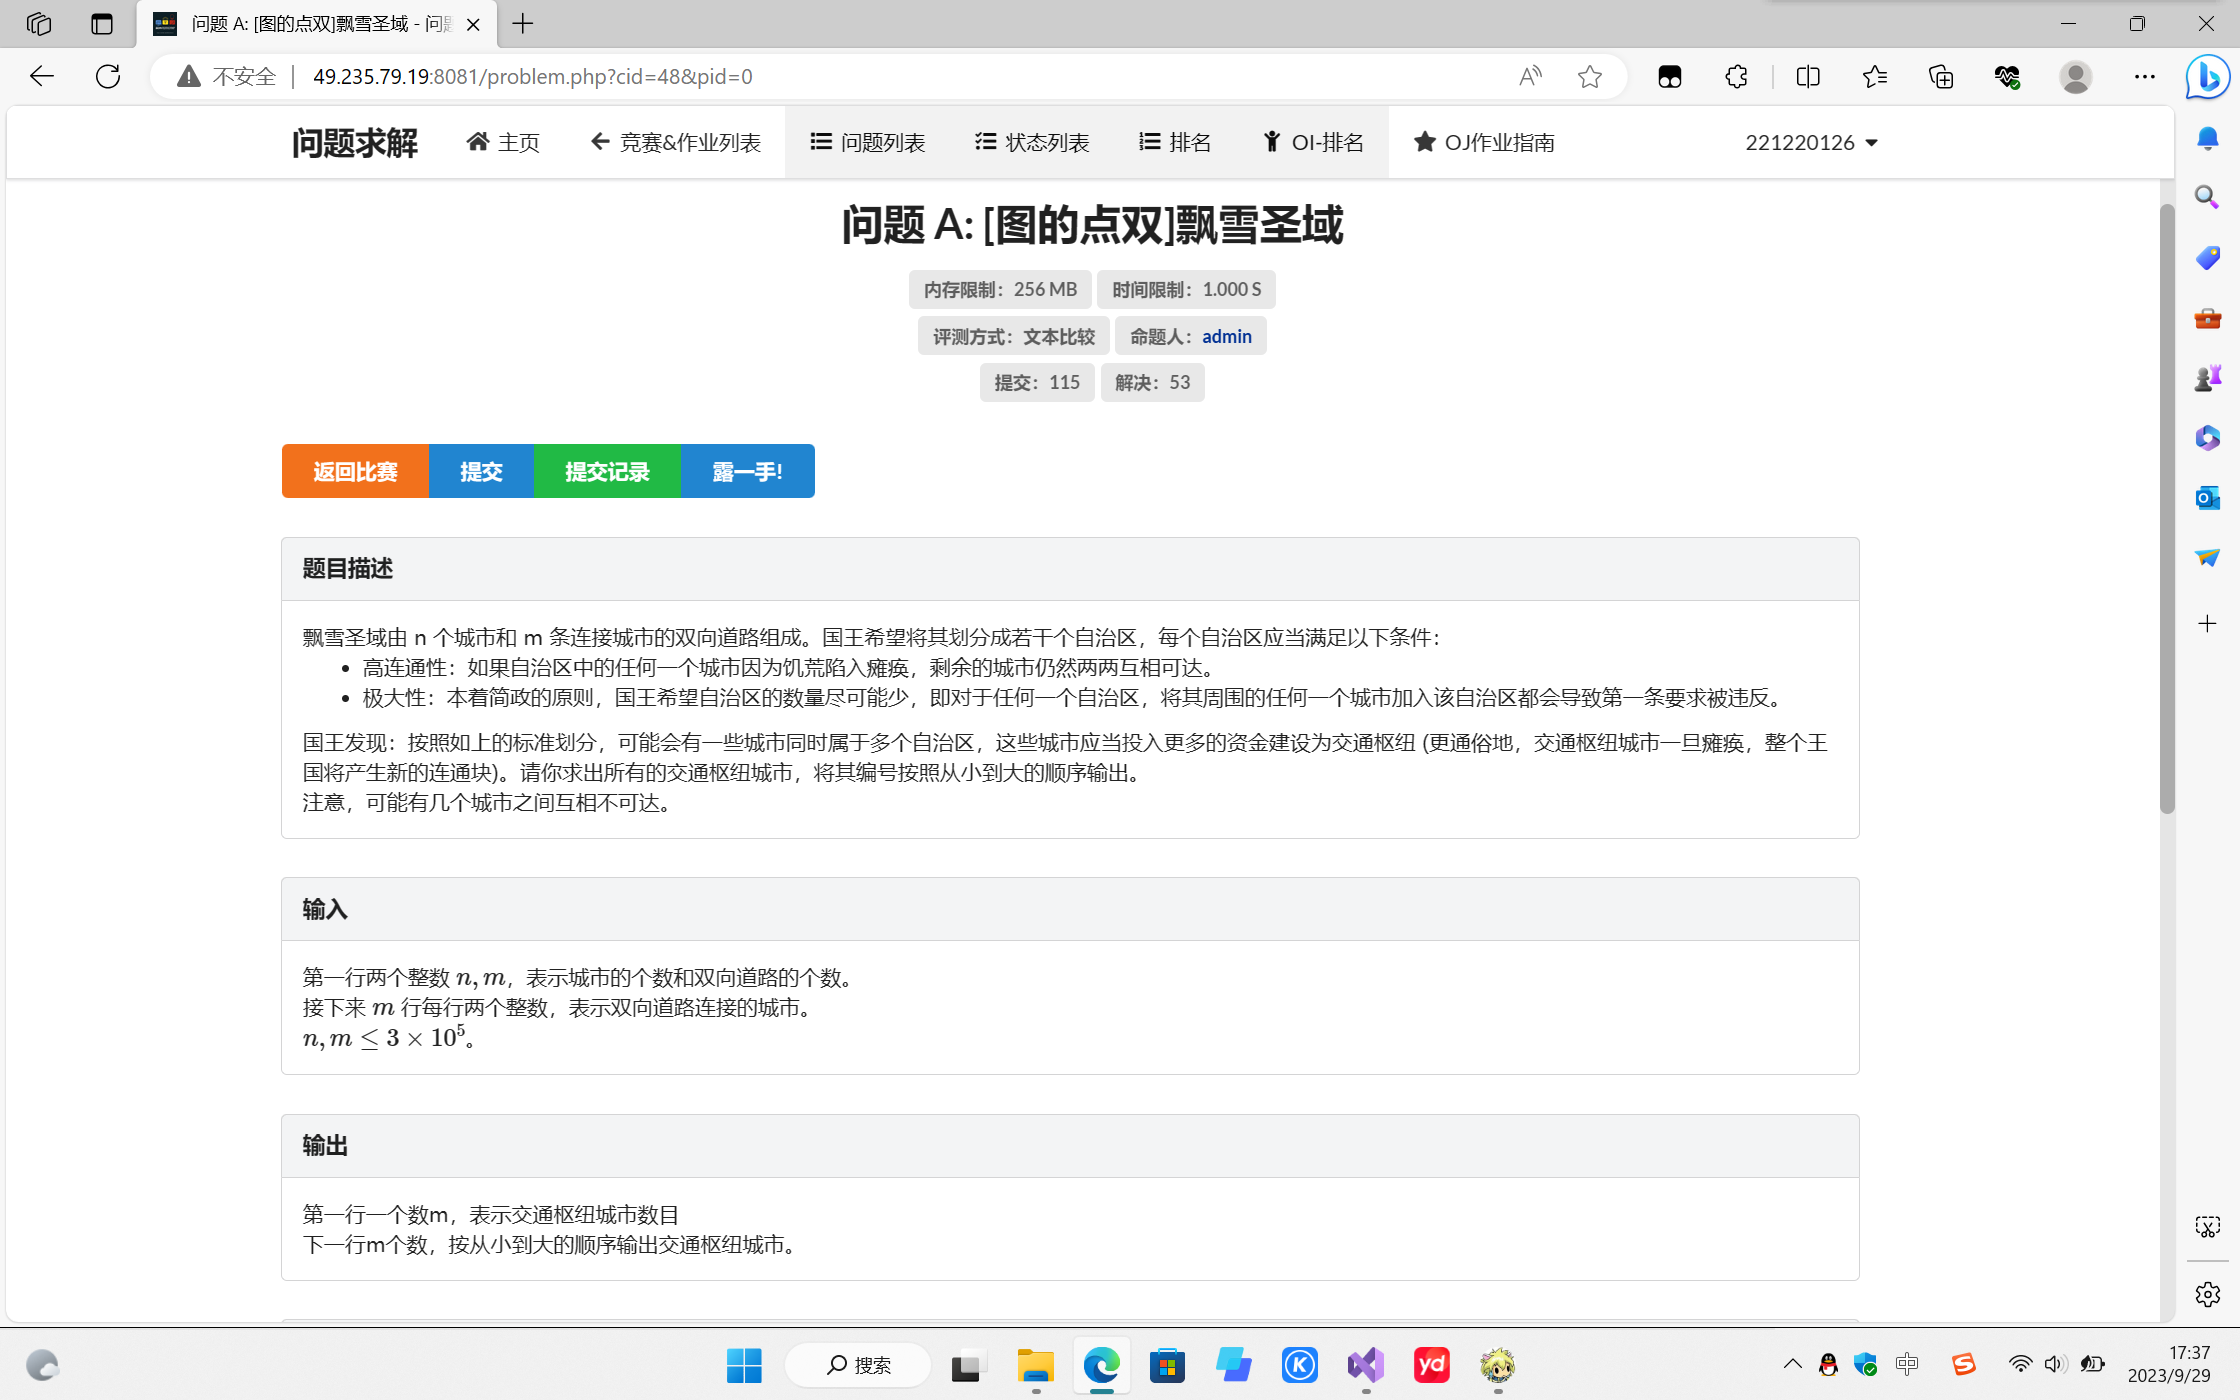 问题 A: [图的点双]飘雪圣域 - 问
不安全 49.235.79.19:8081/problem.php?cid=48&pid=0
问题求解 主页 竞赛&作业列表 问题列表 状态列表 排名 OI-排名 OJ作业指南 221220126
问题 A: [图的点双]飘雪圣域
内存限制：256 MB 时间限制：1.000 S
评测方式：文本比较 命题人：admin
提交：115 解决：53
返回比赛 提交 提交记录 露一手!
题目描述
飘雪圣域由 n 个城市和 m 条连接城市的双向道路组成。国王希望将其划分成若干个自治区，每个自治区应当满足以下条件：
• 高连通性：如果自治区中的任何一个城市因为饥荒陷入瘫痪，剩余的城市仍然两两互相可达。
• 极大性：本着简政的原则，国王希望自治区的数量尽可能少，即对于任何一个自治区，将其周围的任何一个城市加入该自治区都会导致第一条要求被违反。
国王发现：按照如上的标准划分，可能会有一些城市同时属于多个自治区，这些城市应当投入更多的资金建设为交通枢纽 (更通俗地，交通枢纽城市一旦瘫痪，整个王
国将产生新的连通块)。请你求出所有的交通枢纽城市，将其编号按照从小到大的顺序输出。
注意，可能有几个城市之间互相不可达。
输入
第一行两个整数 n, m，表示城市的个数和双向道路的个数。
接下来 m 行每行两个整数，表示双向道路连接的城市。
n, m ≤ 3 × 10⁵。
输出
第一行一个数m，表示交通枢纽城市数目
下一行m个数，按从小到大的顺序输出交通枢纽城市。
搜索
yd
中
17:37
2023/9/29